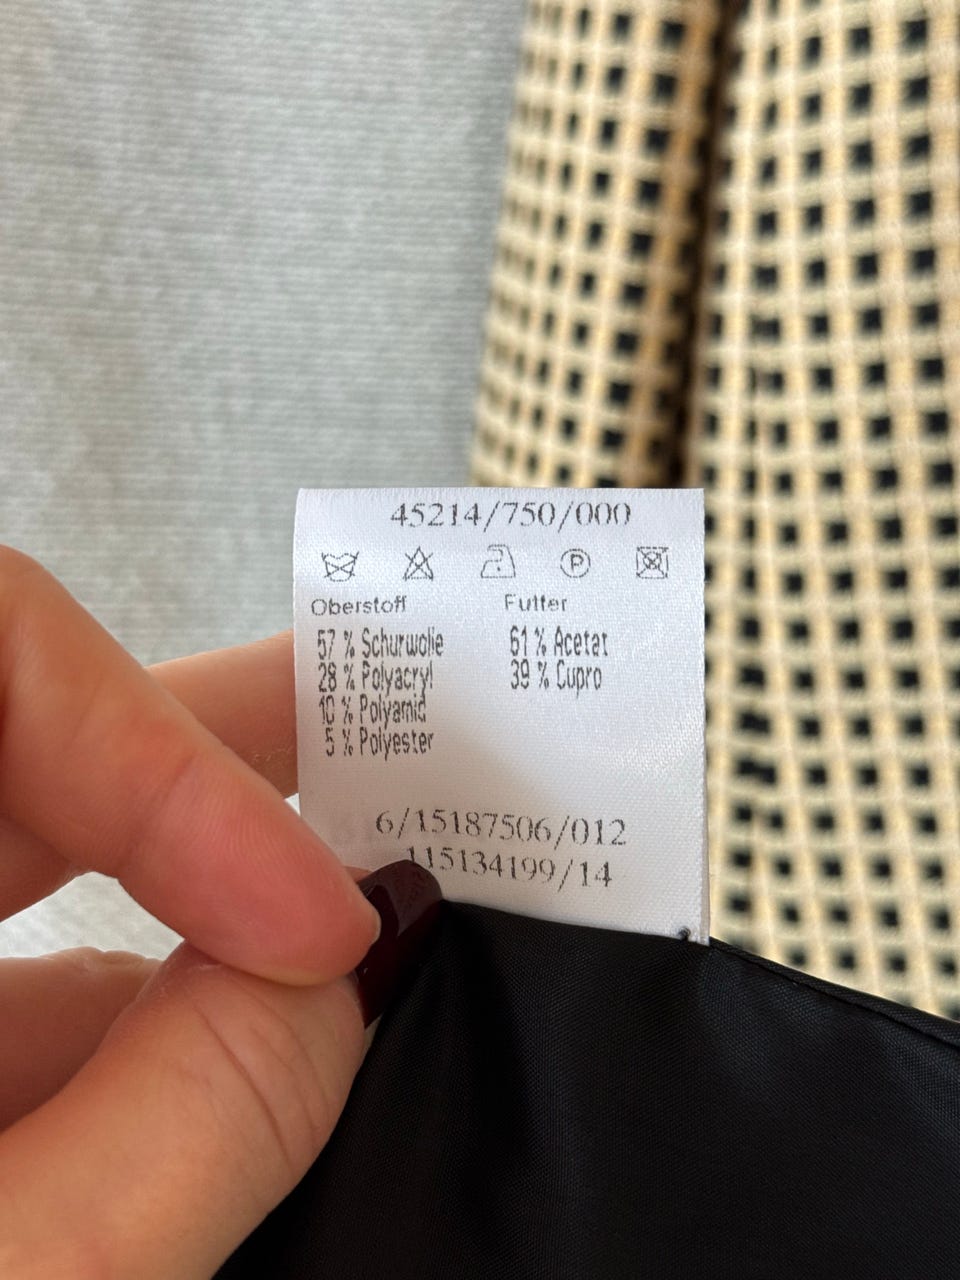 45214/750/000
P
Oberstoff
57 % Schurwolle
28 % Polyacryl
10 % Polyamid
5 % Polyester
Futter
61 % Acetat
39 % Cupro
6/15187506/012
115134199/14